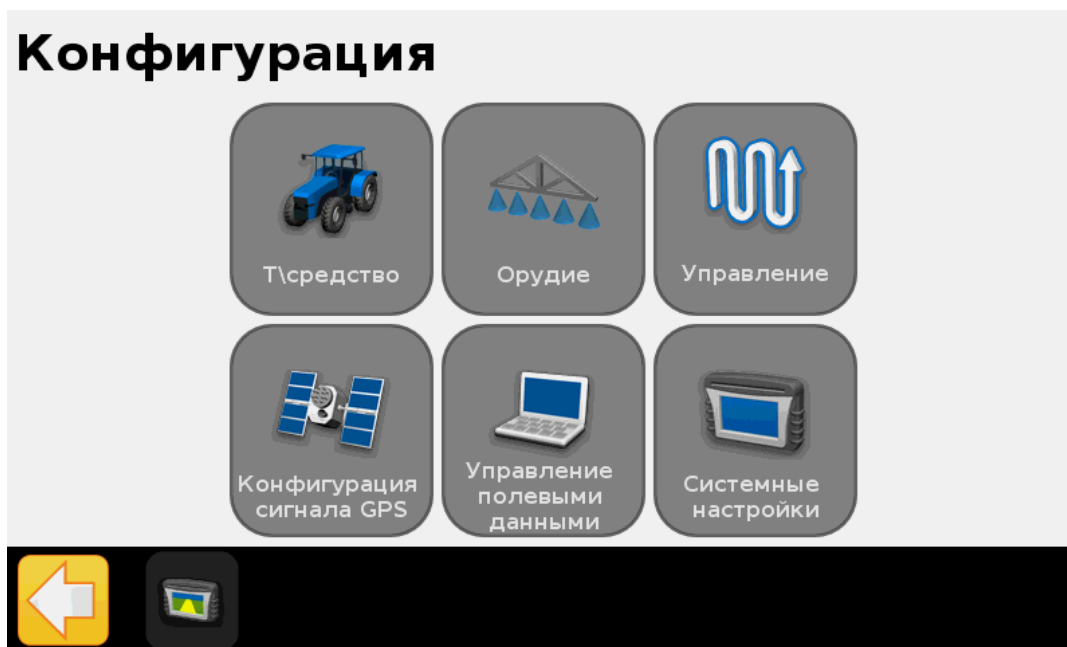 Конфигурация
Т\средство
Орудие
Управление
Конфигурация
сигнала GPS
Управление
полевыми
данными
Системные
настройки